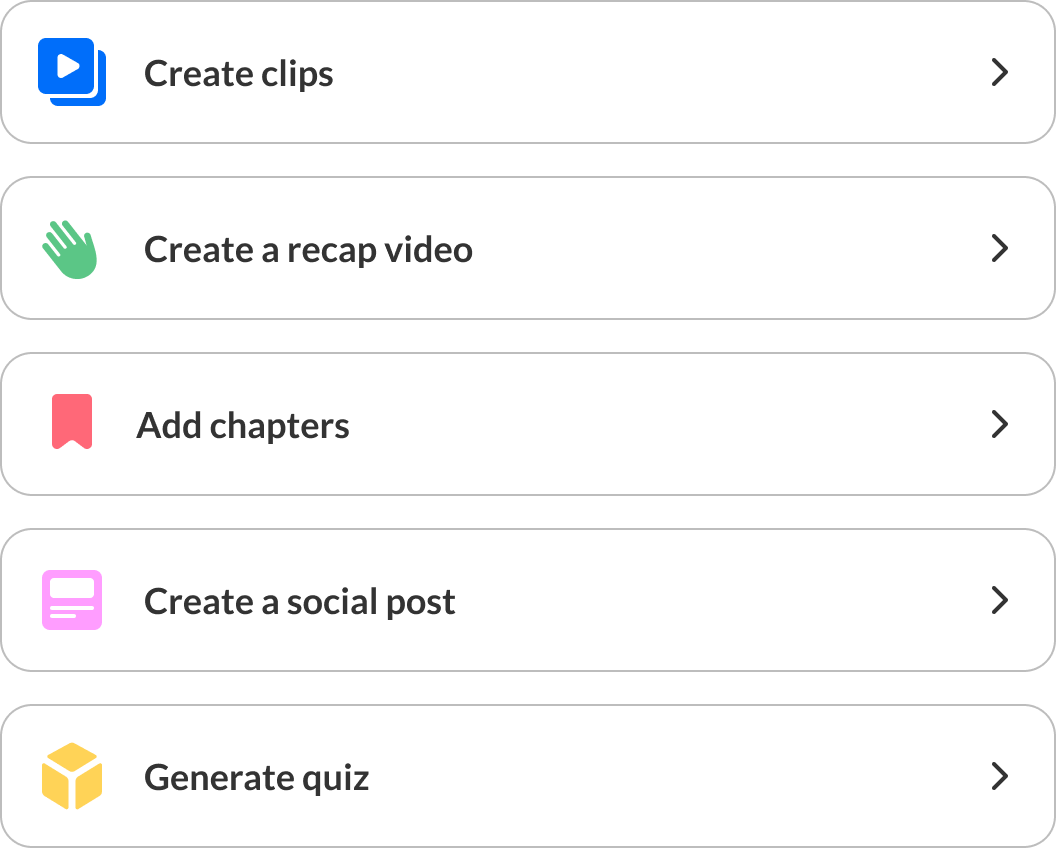 Create clips
Create a recap video
Add chapters
Create a social post
Generate quiz